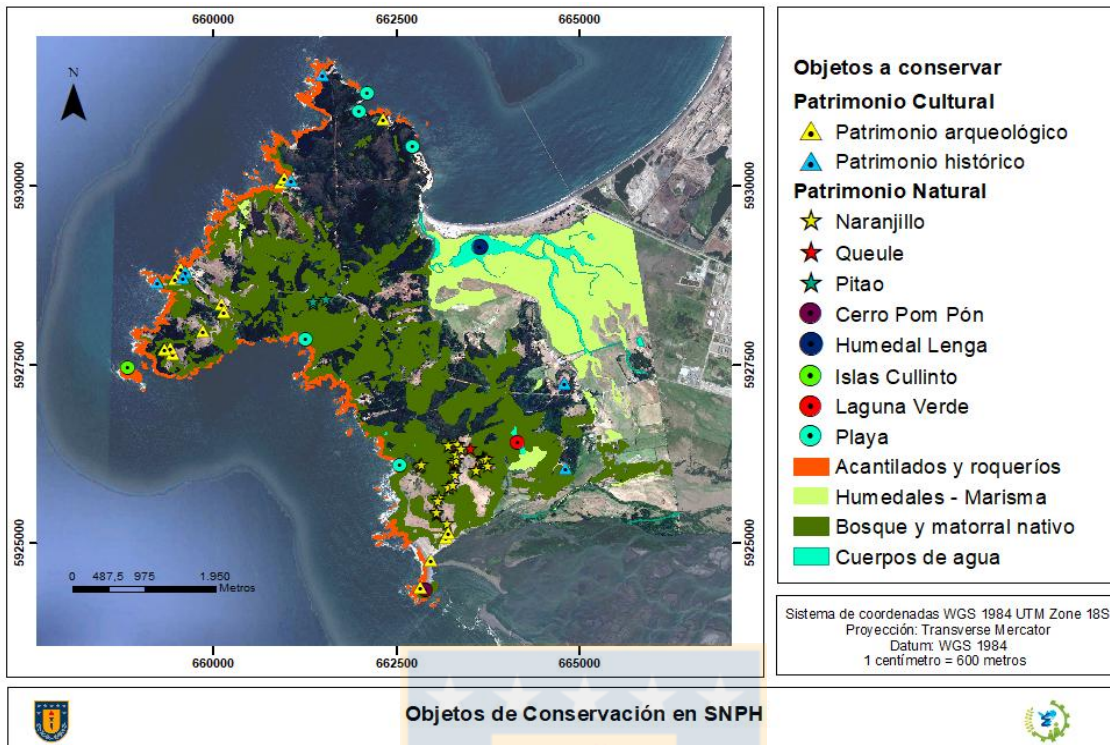 660000 662500 665000
N
5930000 5930000
5927500 5927500
5925000 5925000
0 487,5 975 1.950
Metros
660000 662500 665000
Objetos a conservar
Patrimonio Cultural
Patrimonio arqueológico
Patrimonio histórico
Patrimonio Natural
Naranjillo
Queule
Pitao
Cerro Pom Pón
Humedal Lenga
Islas Cullinto
Laguna Verde
Playa
Acantilados y roqueríos
Humedales - Marisma
Bosque y matorral nativo
Cuerpos de agua
Sistema de coordenadas WGS 1984 UTM Zone 18S
Proyección: Transverse Mercator
Datum: WGS 1984
1 centímetro = 600 metros
Objetos de Conservación en SNPH